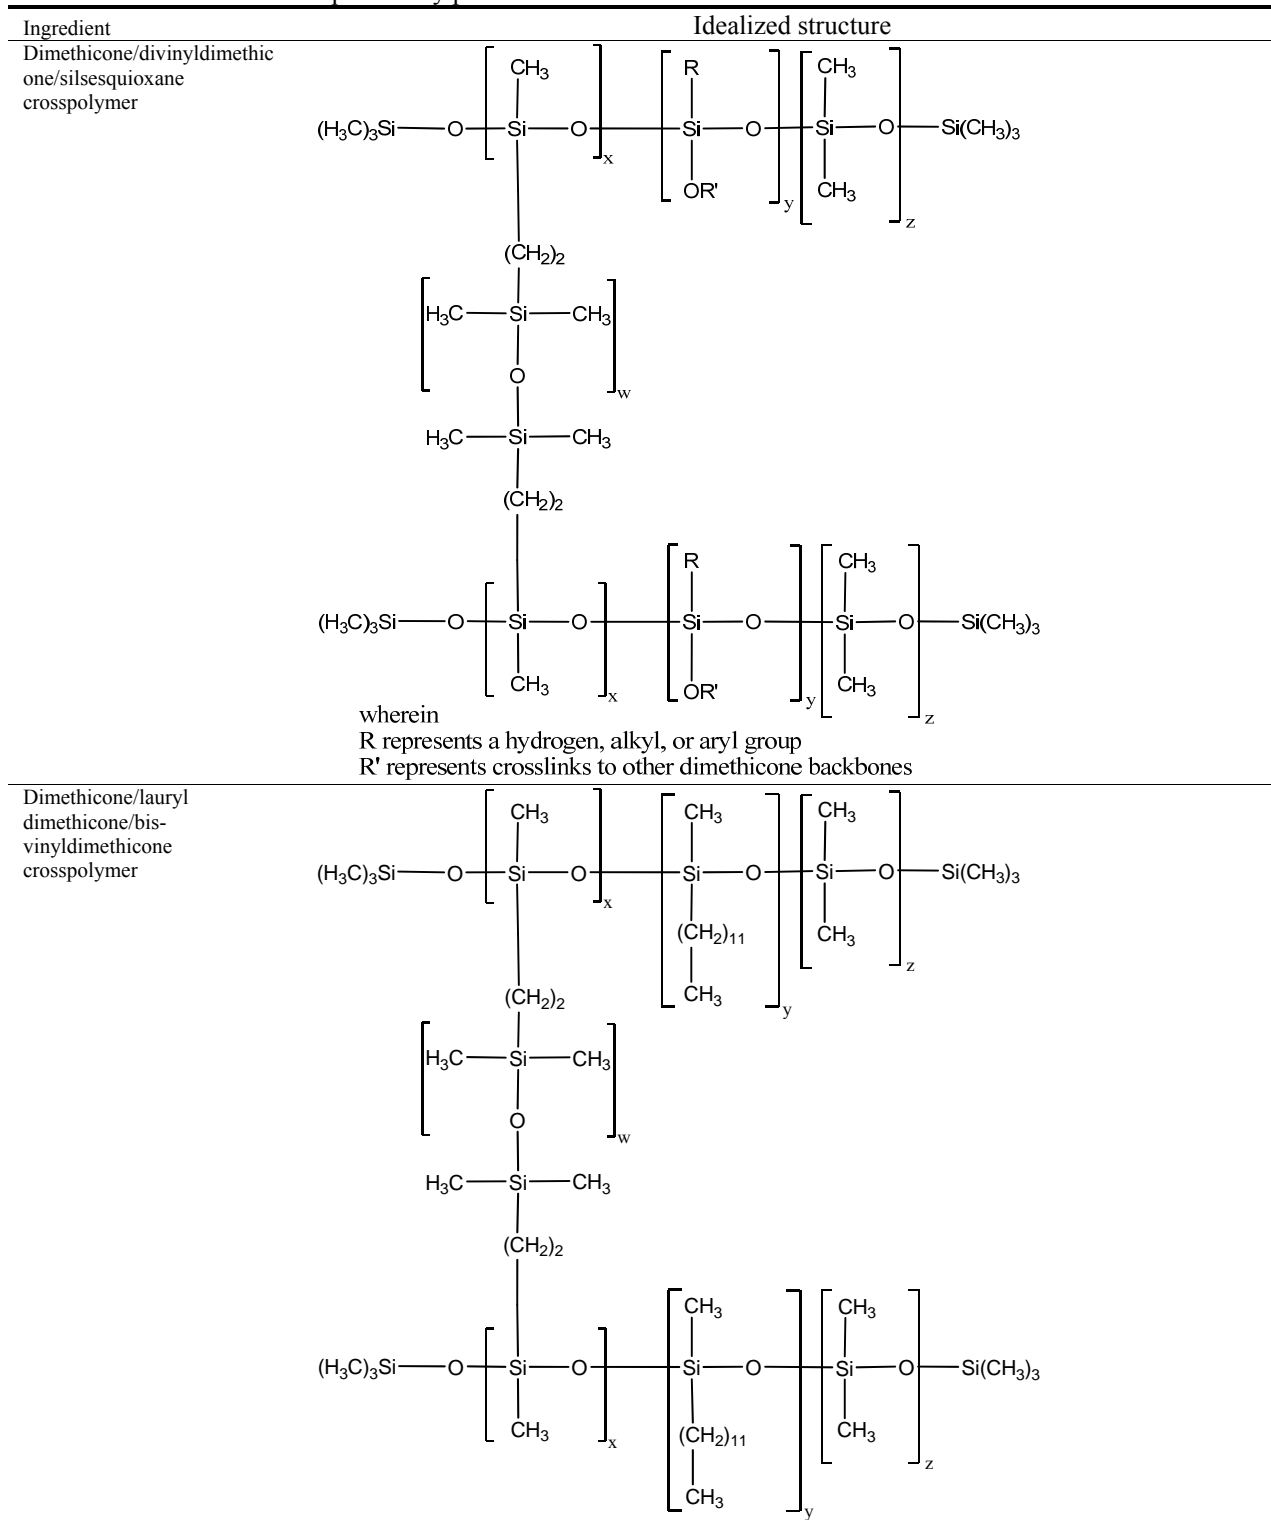 Ingredient Idealized structure
Dimethicone/divinyldimethic
one/silsesquioxane
crosspolymer
CH₃ R CH₃
(H₃C)₃Si O Si O x Si O y Si O z Si(CH₃)₃
OR' CH₃
(CH₂)₂
H₃C Si CH₃
O w
H₃C Si CH₃
(CH₂)₂
R CH₃
(H₃C)₃Si O Si O x Si O y Si O z Si(CH₃)₃
CH₃ OR' CH₃
wherein
R represents a hydrogen, alkyl, or aryl group
R' represents crosslinks to other dimethicone backbones
Dimethicone/lauryl
dimethicone/bis-
vinyldimethicone
crosspolymer
CH₃ CH₃ CH₃
(H₃C)₃Si O Si O x Si O y Si O z Si(CH₃)₃
(CH₂)₁₁ CH₃
CH₃
(CH₂)₂
H₃C Si CH₃
O w
H₃C Si CH₃
(CH₂)₂
CH₃ CH₃
(H₃C)₃Si O Si O x Si O y Si O z Si(CH₃)₃
CH₃ (CH₂)₁₁ CH₃
CH₃